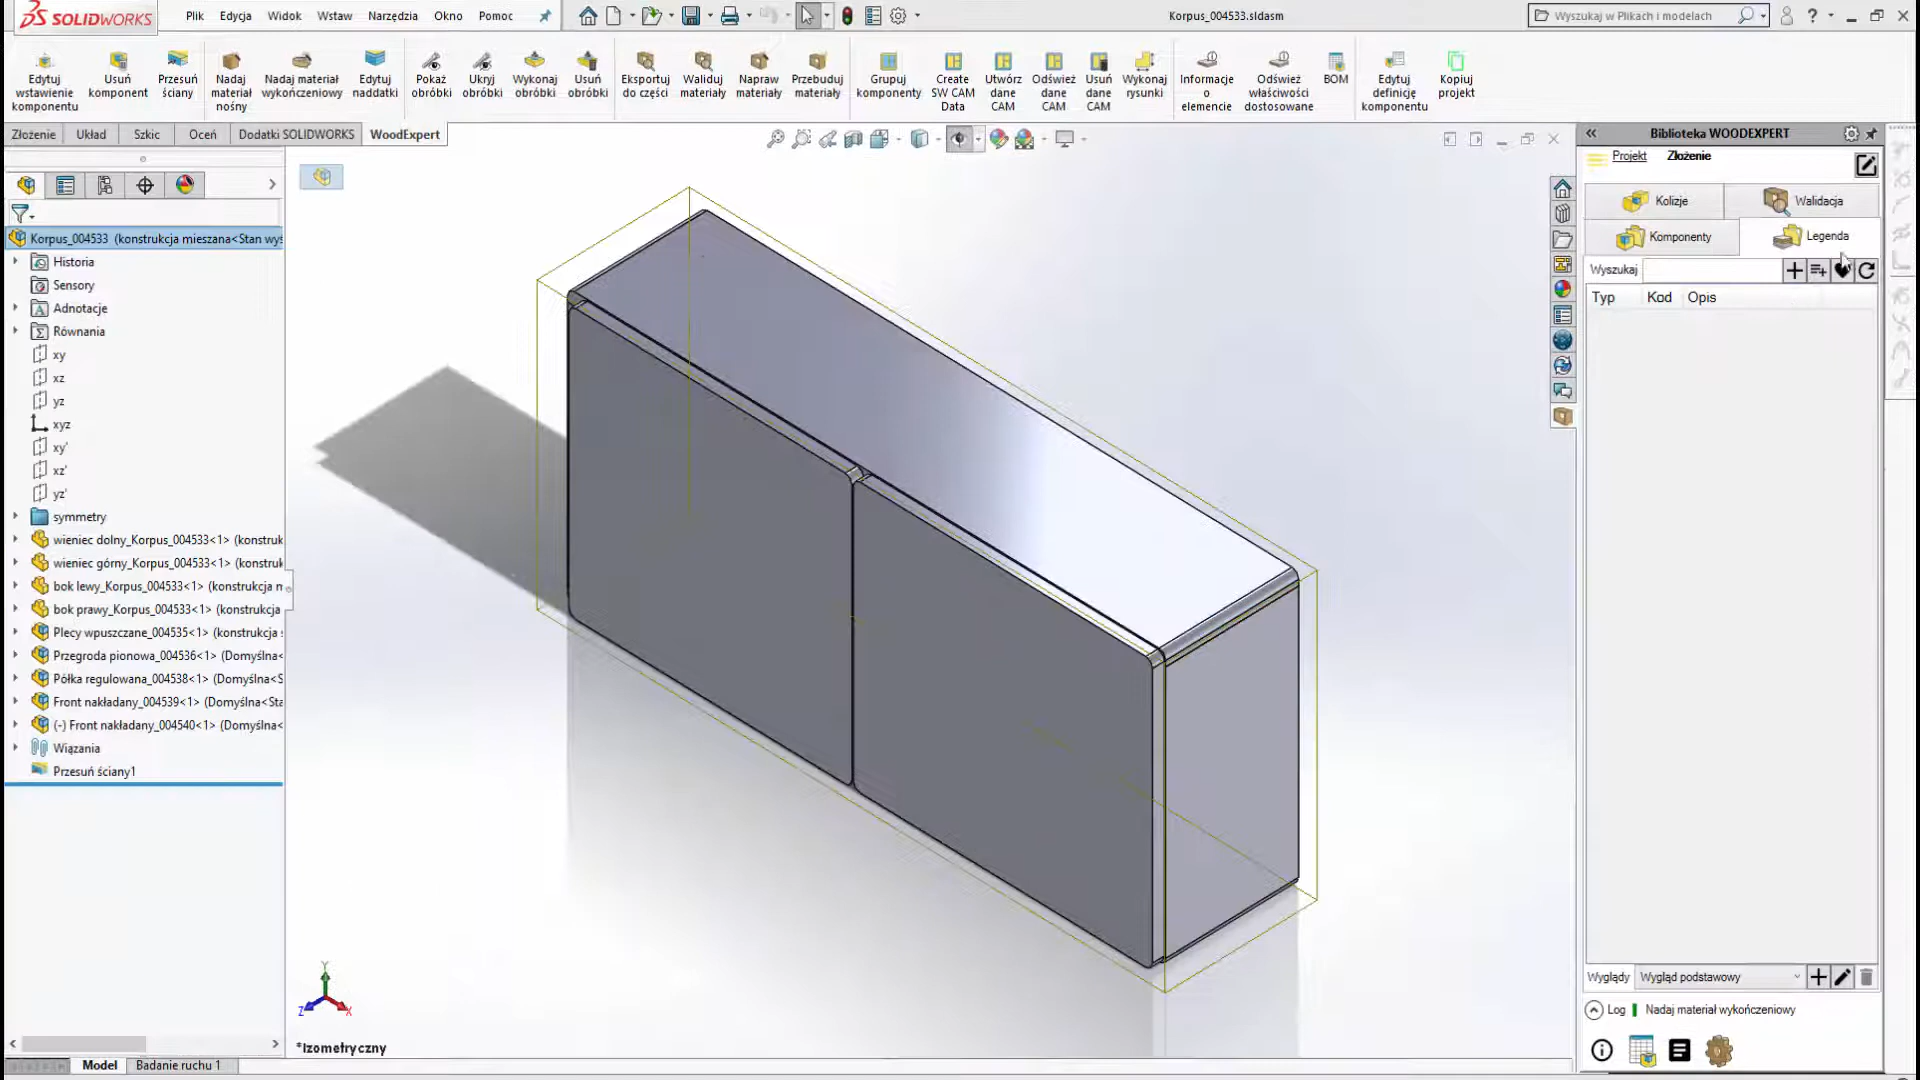 SOLIDWORKS Plik Edycja Widok Wstaw Narzędzia Okno Pomoc Korpus_004533.sldasm Wyszukaj w Plikach i modelach
Edytuj wstawienie komponentu
Usuń komponent
Przesuń ściany
Nadaj materiał nośny
Nadaj materiał wykończeniowy
Edytuj naddatki
Pokaż obróbki
Ukryj obróbki
Wykonaj obróbki
Usuń obróbki
Eksportuj do części
Waliduj materiały
Napraw materiały
Przebuduj materiały
Grupuj komponenty
Create SW CAM Data
Utwórz dane CAM
Odśwież dane CAM
Usuń dane CAM
Wykonaj rysunki
Informacje o elemencie
Odśwież właściwości dostosowane
BOM
Edytuj definicję komponentu
Kopiuj projekt
Złożenie Układ Szkic Oceń Dodatki SOLIDWORKS WoodExpert
Korpus_004533 (konstrukcja mieszana<Stan wyś
Historia
Sensory
Adnotacje
Równania
xy
xz
yz
xyz
xy'
xz'
yz'
symmetry
wieniec dolny_Korpus_004533<1> (konstruk
wieniec górny_Korpus_004533<1> (konstruk
bok lewy_Korpus_004533<1> (konstrukcja m
bok prawy_Korpus_004533<1> (konstrukcja
Plecy wpuszczane_004535<1> (konstrukcja s
Przegroda pionowa_004536<1> (Domyślna<
Półka regulowana_004538<1> (Domyślna<S
Front nakładany_004539<1> (Domyślna<Sta
(-) Front nakładany_004540<1> (Domyślna<
Wiązania
Przesuń ściany1
Y
Z
X
*Izometryczny
Model Badanie ruchu 1
Biblioteka WOODEXPERT
Projekt Złożenie
Kolizje Walidacja
Komponenty Legenda
Wyszukaj
Typ Kod Opis
Wyglądy Wygląd podstawowy
Log Nadaj materiał wykończeniowy